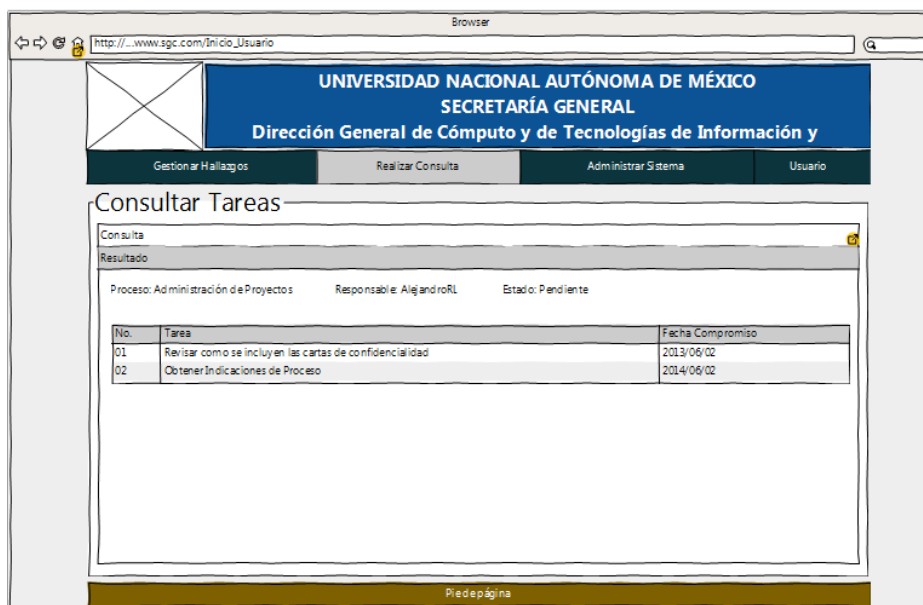 Browser
http://...www.sgc.com/Inicio_Usuario
UNIVERSIDAD NACIONAL AUTÓNOMA DE MÉXICO
SECRETARÍA GENERAL
Dirección General de Cómputo y de Tecnologías de Información y
Gestionar Hallazgos Realizar Consulta Administrar Sistema Usuario
Consultar Tareas
Consulta
Resultado
Proceso: Administración de Proyectos Responsable: AlejandroRL Estado: Pendiente
No. Tarea Fecha Compromiso
01 Revisar como se incluyen las cartas de confidencialidad 2013/06/02
02 Obtener Indicaciones de Proceso 2014/06/02
Pie de página